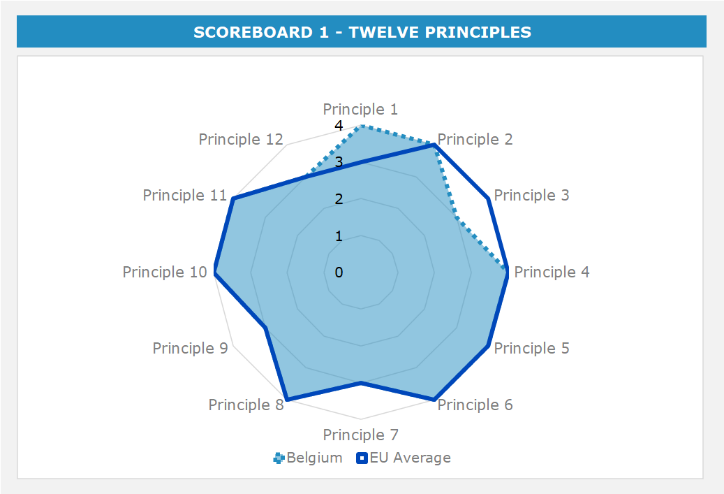 SCOREBOARD 1 - TWELVE PRINCIPLES
Principle 1
Principle 2
Principle 3
Principle 4
Principle 5
Principle 6
Principle 7
Principle 8
Principle 9
Principle 10
Principle 11
Principle 12
4
3
2
1
0
Belgium EU Average